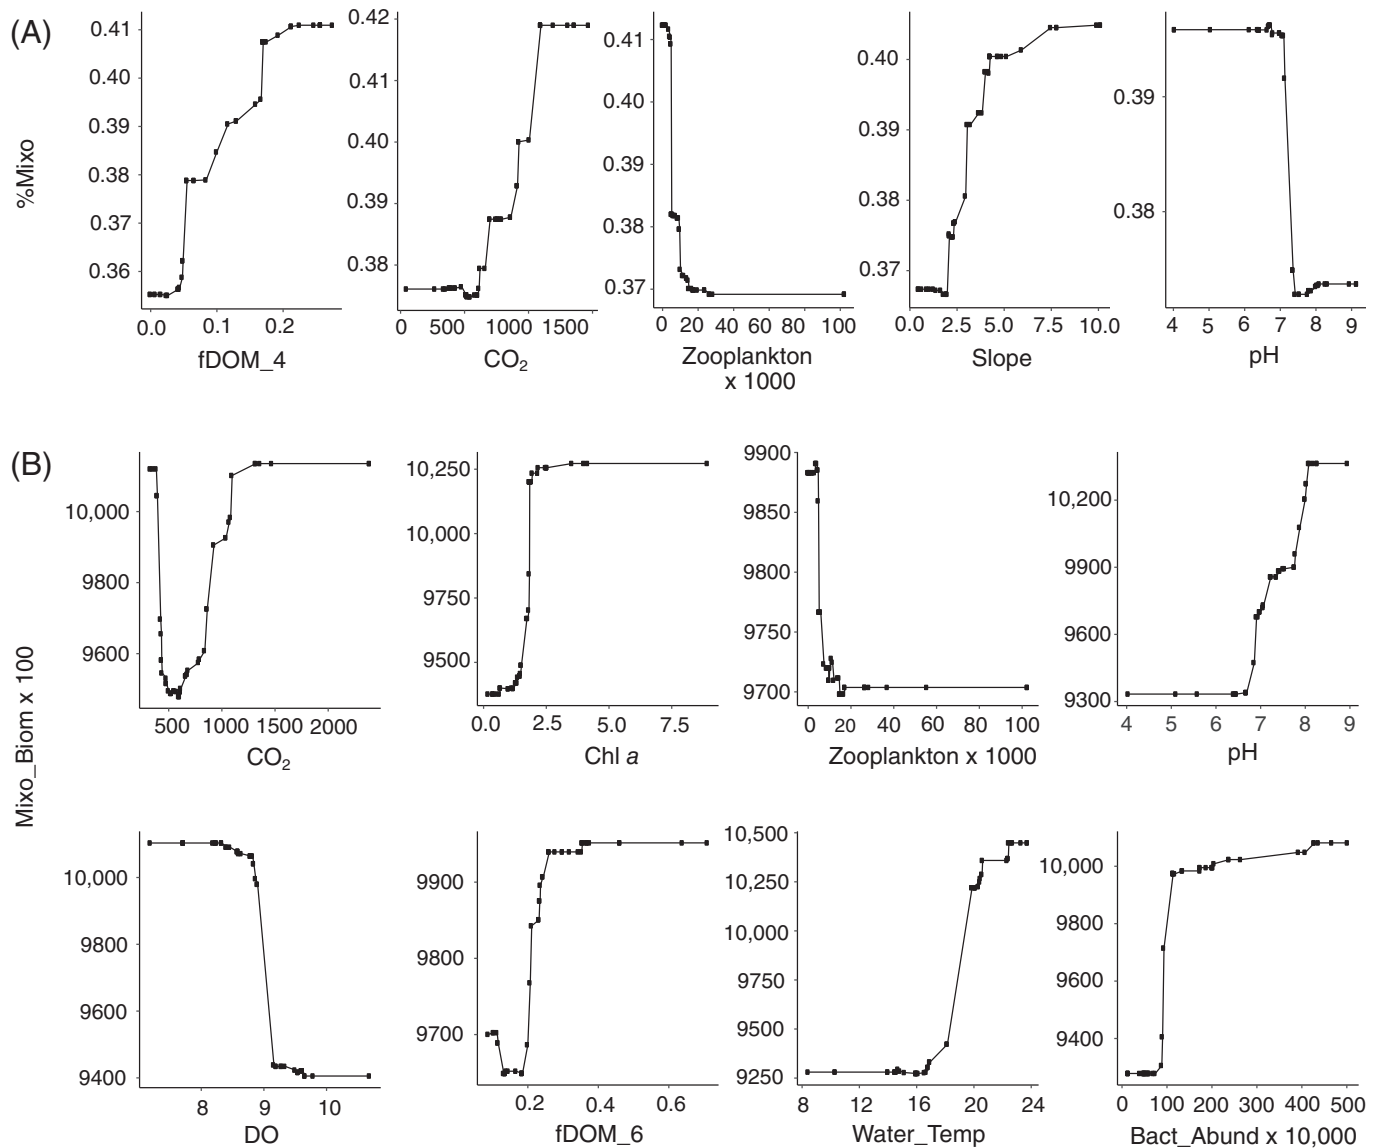 (A)
%Mixo
0.41
0.40
0.39
0.38
0.37
0.36
0.0 0.1 0.2
fDOM_4
0.42
0.41
0.40
0.39
0.38
0 500 1000 1500
CO₂
0.41
0.40
0.39
0.38
0.37
0 20 40 60 80 100
Zooplankton
x 1000
0.40
0.39
0.38
0.37
0.0 2.5 5.0 7.5 10.0
Slope
0.39
0.38
4 5 6 7 8 9
pH
(B)
Mixo_Biom x 100
10,000
9800
9600
500 1000 1500 2000
CO₂
10,250
10,000
9750
9500
0.0 2.5 5.0 7.5
Chl a
9900
9850
9800
9750
9700
0 20 40 60 80 100
Zooplankton x 1000
10,200
9900
9600
9300
4 5 6 7 8 9
pH
10,000
9800
9600
9400
8 9 10
DO
9900
9800
9700
0.2 0.4 0.6
fDOM_6
10,500
10,250
10,000
9750
9500
9250
8 12 16 20 24
Water_Temp
10,000
9800
9600
9400
0 100 200 300 400 500
Bact_Abund x 10,000